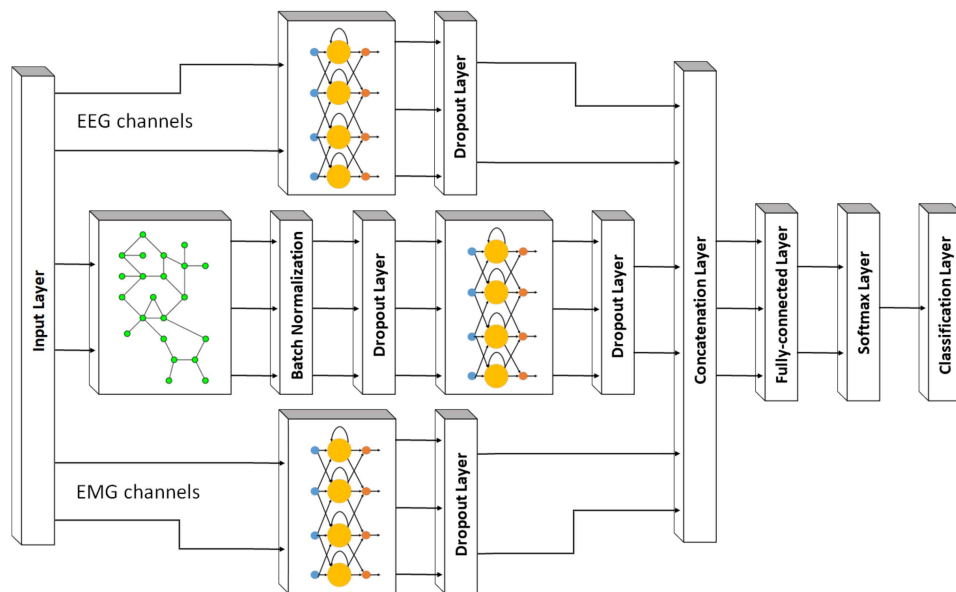 Input Layer
EEG channels
Dropout Layer
Batch Normalization
Dropout Layer
Dropout Layer
EMG channels
Dropout Layer
Concatenation Layer
Fully-connected Layer
Softmax Layer
Classification Layer